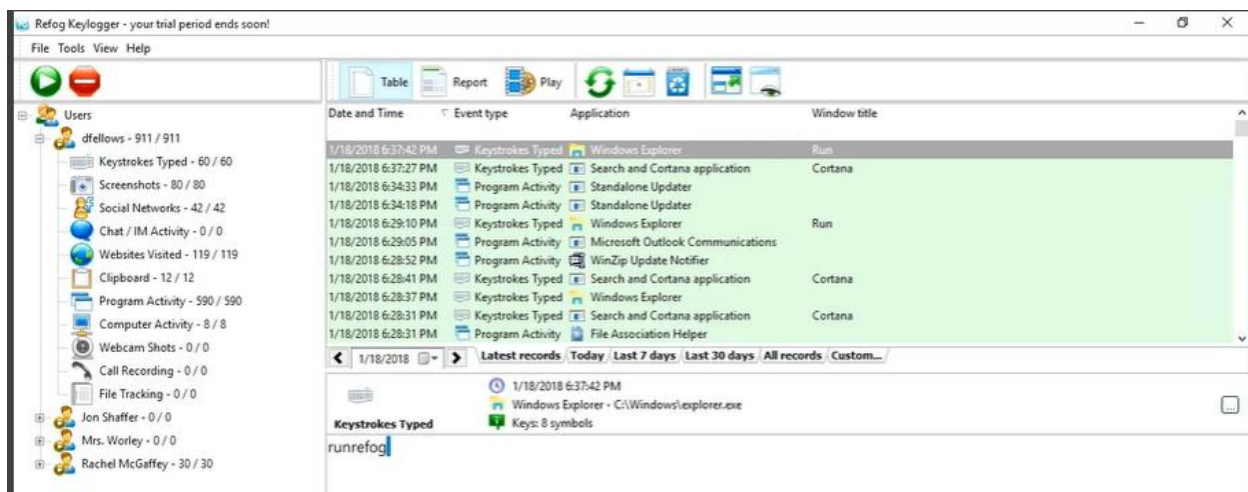 Refog Keylogger - your trial period ends soon!
File Tools View Help
Table Report Play
Users
dfellows - 911 / 911
Keystrokes Typed - 60 / 60
Screenshots - 80 / 80
Social Networks - 42 / 42
Chat / IM Activity - 0 / 0
Websites Visited - 119 / 119
Clipboard - 12 / 12
Program Activity - 590 / 590
Computer Activity - 8 / 8
Webcam Shots - 0 / 0
Call Recording - 0 / 0
File Tracking - 0 / 0
Jon Shaffer - 0 / 0
Mrs. Worley - 0 / 0
Rachel McGaffey - 30 / 30
Date and Time Event type Application Window title
1/18/2018 6:37:42 PM Keystrokes Typed Windows Explorer Run
1/18/2018 6:37:27 PM Keystrokes Typed Search and Cortana application Cortana
1/18/2018 6:34:33 PM Program Activity Standalone Updater
1/18/2018 6:34:18 PM Program Activity Standalone Updater
1/18/2018 6:29:10 PM Keystrokes Typed Windows Explorer Run
1/18/2018 6:29:05 PM Program Activity Microsoft Outlook Communications
1/18/2018 6:28:52 PM Program Activity WinZip Update Notifier
1/18/2018 6:28:41 PM Keystrokes Typed Search and Cortana application Cortana
1/18/2018 6:28:37 PM Keystrokes Typed Windows Explorer
1/18/2018 6:28:31 PM Keystrokes Typed Search and Cortana application Cortana
1/18/2018 6:28:31 PM Program Activity File Association Helper
1/18/2018 Latest records Today Last 7 days Last 30 days All records Custom...
1/18/2018 6:37:42 PM
Windows Explorer - C:\Windows\explorer.exe
Keystrokes Typed Keys: 8 symbols
runrefog